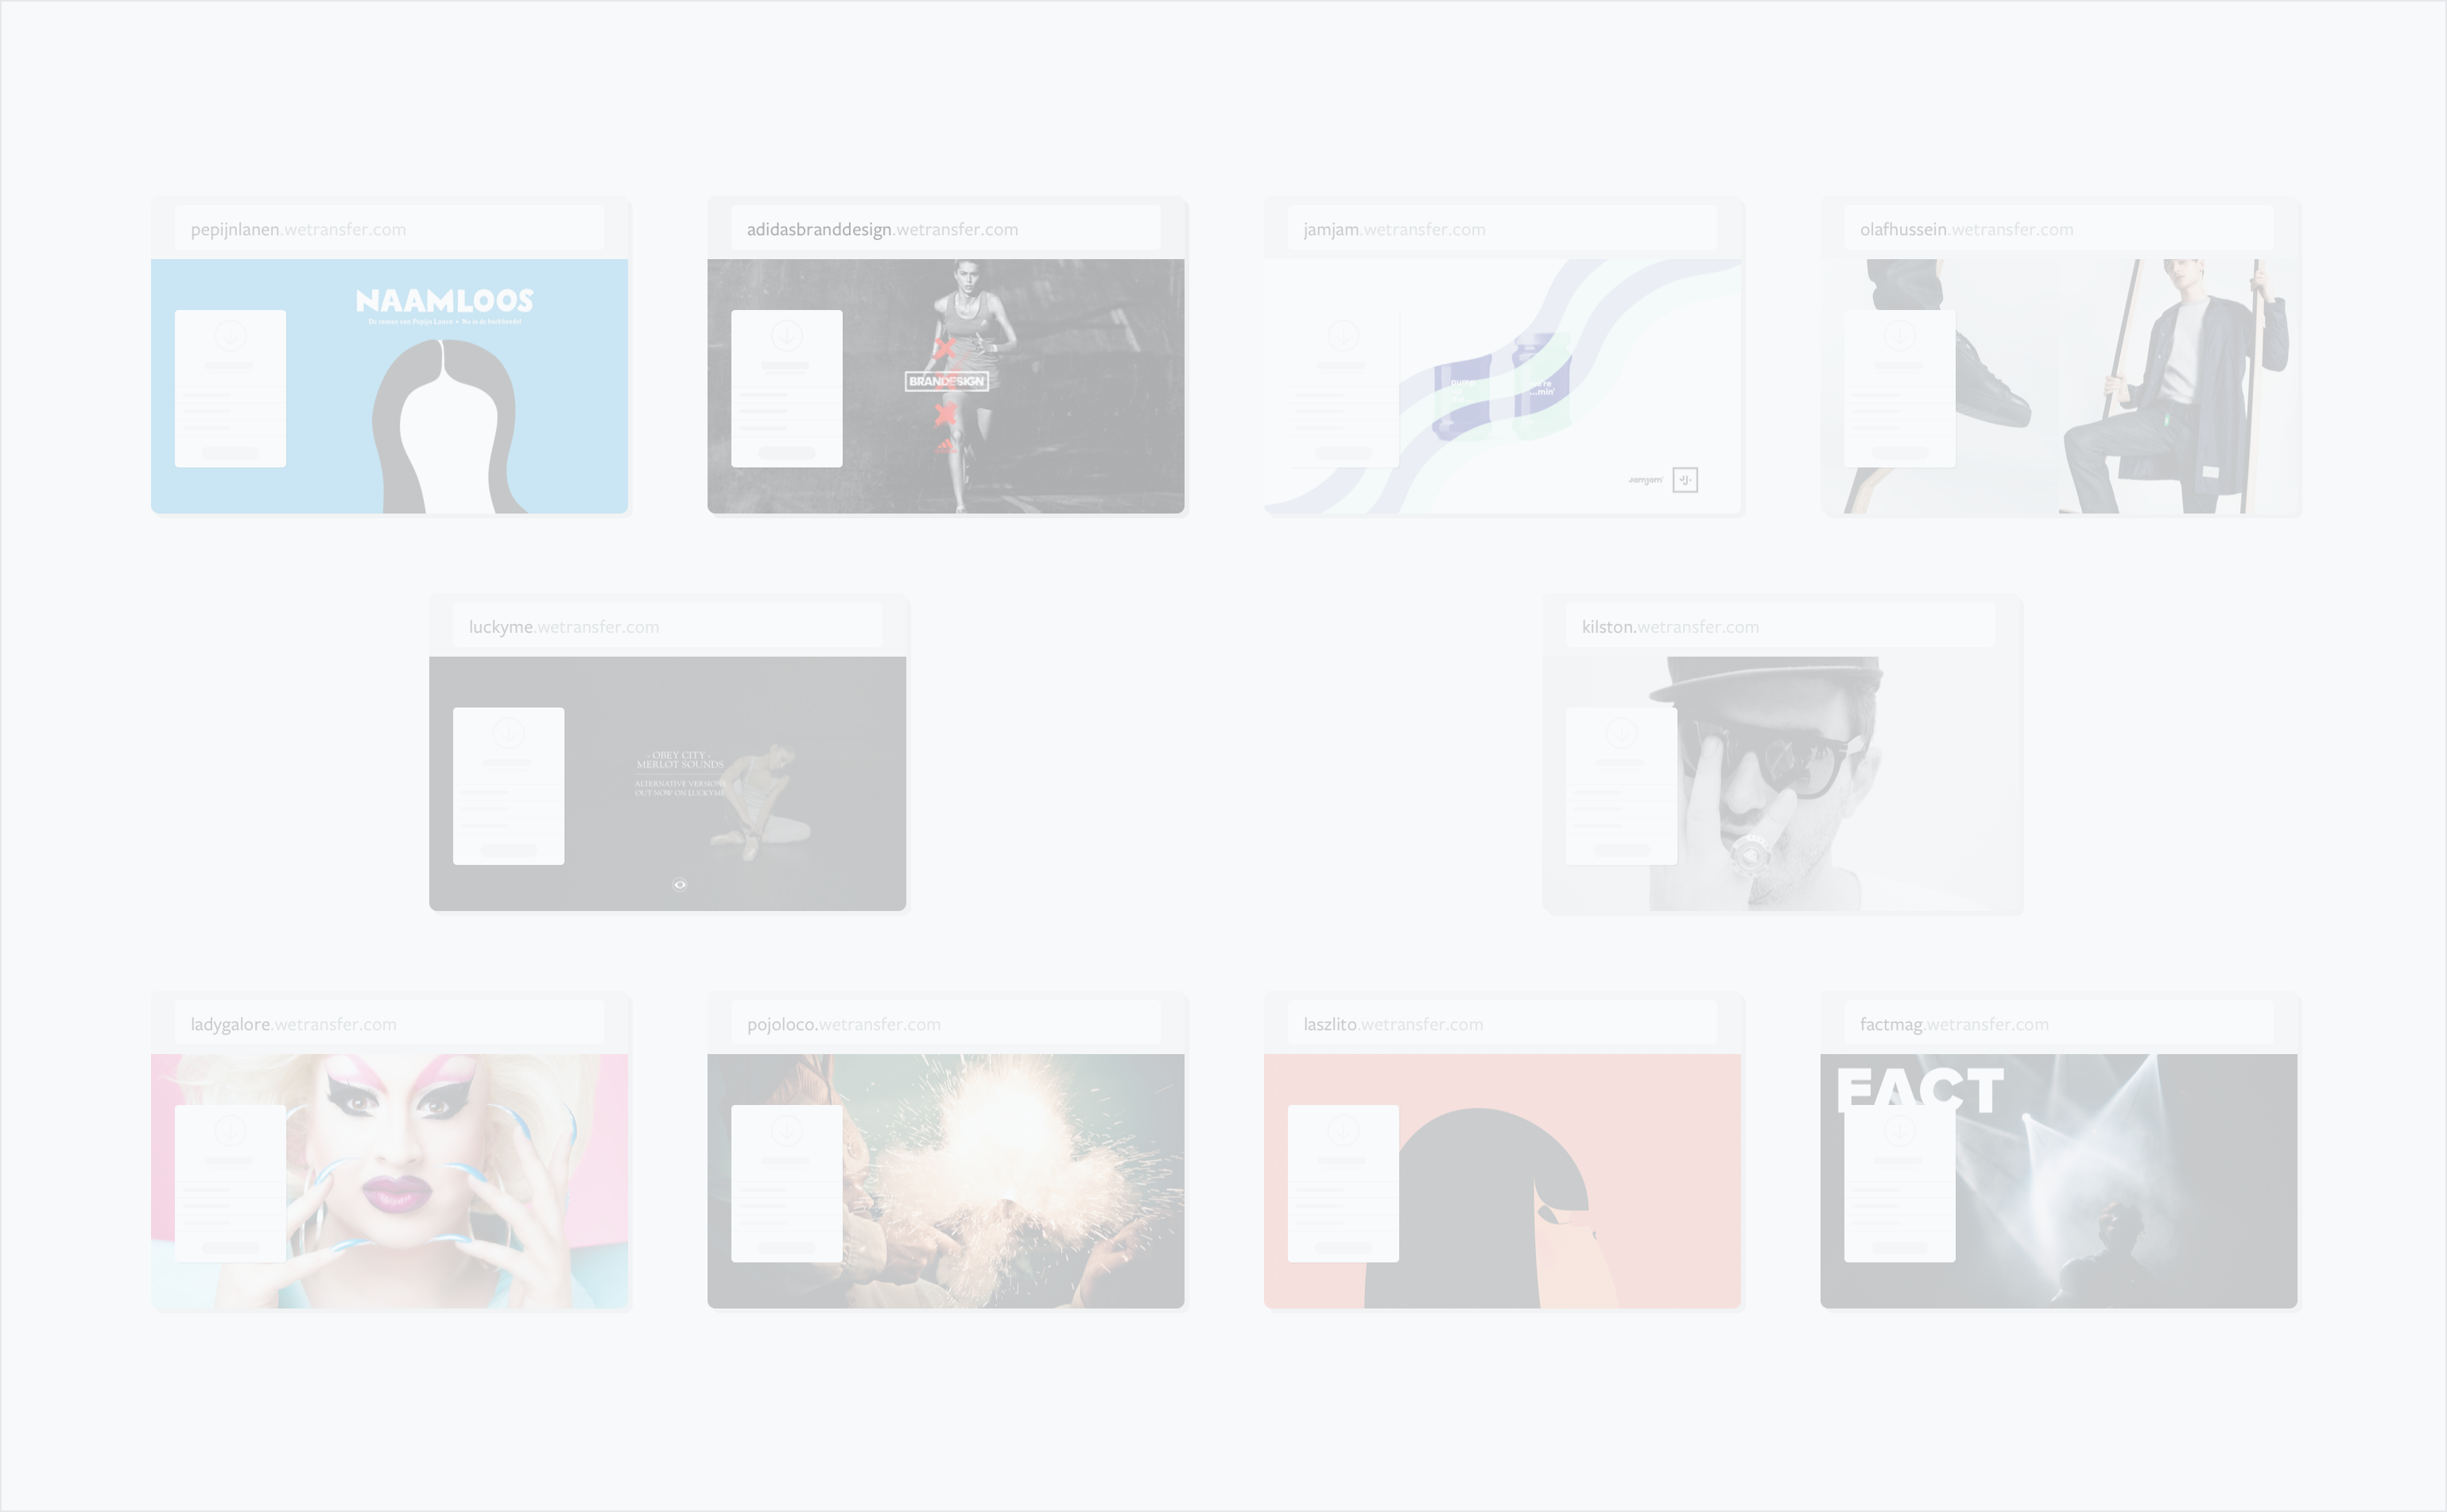 pepijnlanen.wetransfer.com
NAAMLOOS
De roman van Pepijn Lanen • Nu in de boekhandel
adidasbranddesign.wetransfer.com
BRANDESIGN
jamjam.wetransfer.com
jamjam'
JJ'
olafhussein.wetransfer.com
luckyme.wetransfer.com
- OBEY CITY -
MERLOT SOUNDS
ALTERNATIVE VERSIONS
OUT NOW ON LUCKYME
kilston.wetransfer.com
ladygalore.wetransfer.com
pojoloco.wetransfer.com
laszlito.wetransfer.com
factmag.wetransfer.com
FACT